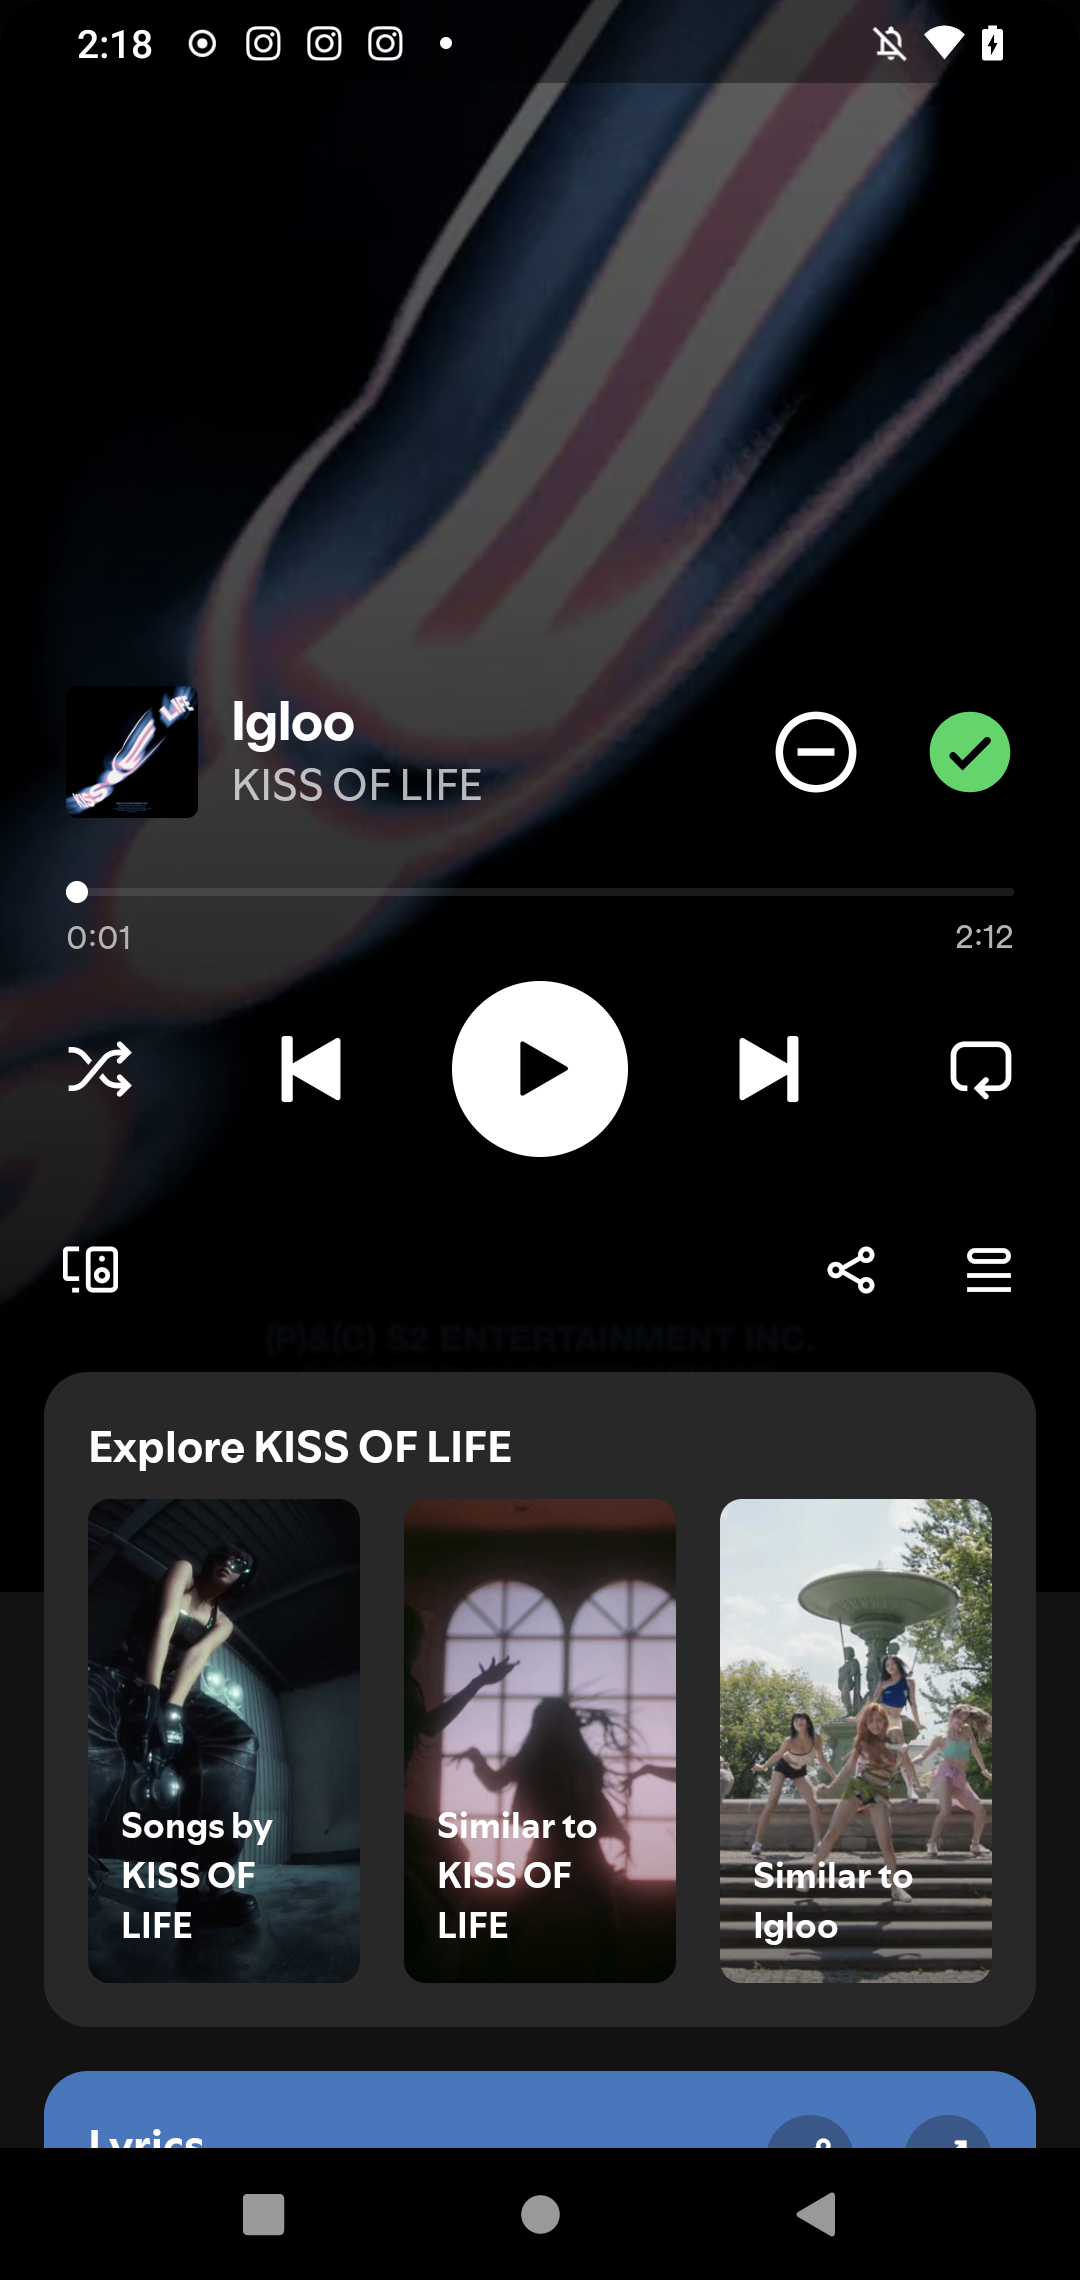 2:18
Igloo
KISS OF LIFE
0:01
2:12
(P)&(C) S2 ENTERTAINMENT INC.
Explore KISS OF LIFE
Songs by
KISS OF
LIFE
Similar to
KISS OF
LIFE
Similar to
Igloo
Lyrics